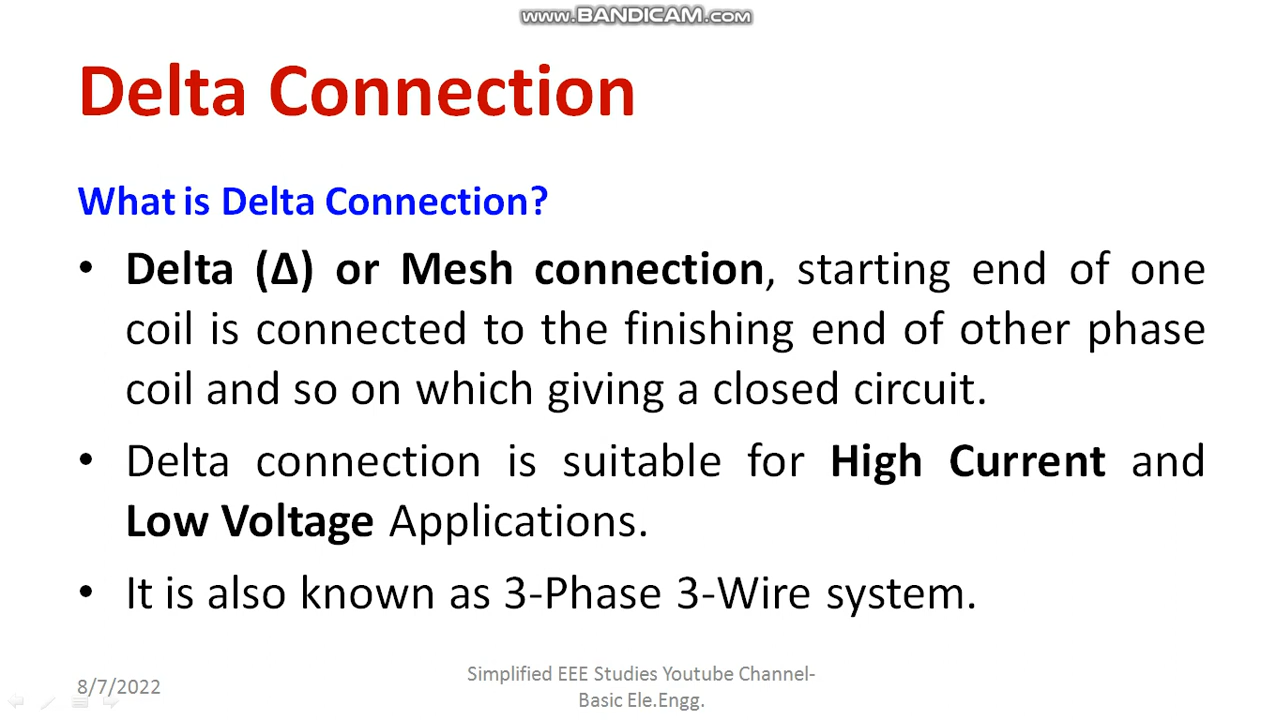 www.BANDICAM.com
Delta Connection
What is Delta Connection?
• Delta (Δ) or Mesh connection, starting end of one
coil is connected to the finishing end of other phase
coil and so on which giving a closed circuit.
• Delta connection is suitable for High Current and
Low Voltage Applications.
• It is also known as 3-Phase 3-Wire system.
8/7/2022
Simplified EEE Studies Youtube Channel-
Basic Ele.Engg.